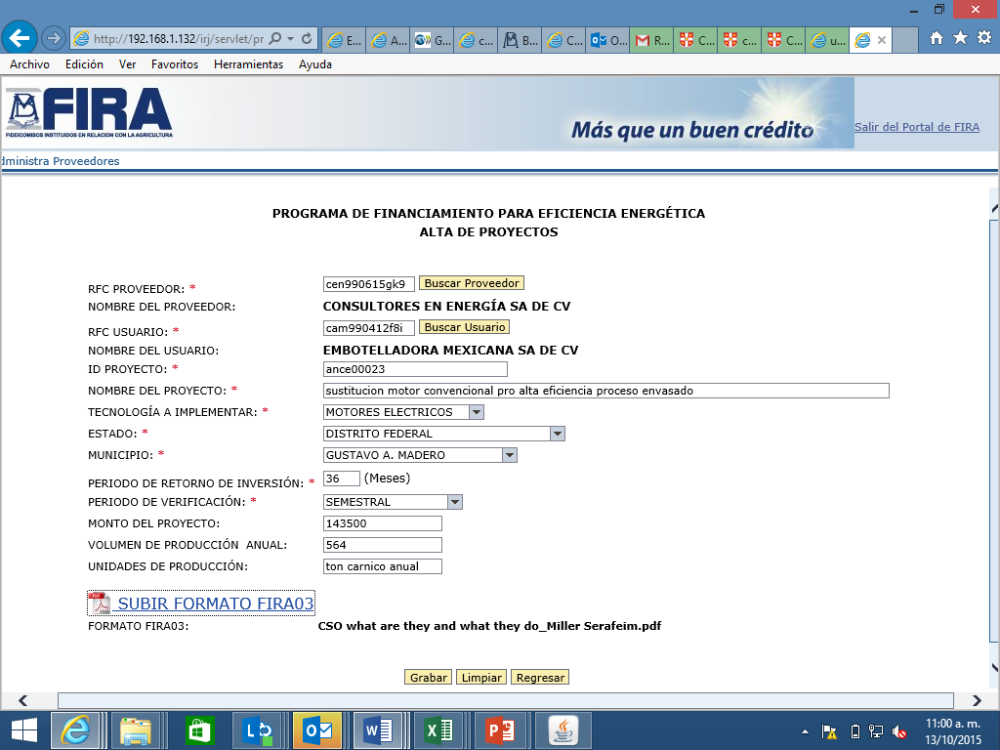 http://192.168.1.132/irj/servlet/pr
E... A... G... c... B... C... O... R... C... c... C... u...
Archivo Edición Ver Favoritos Herramientas Ayuda
FIRA
FIDEICOMISOS INSTITUIDOS EN RELACION CON LA AGRICULTURA
Más que un buen crédito
Salir del Portal de FIRA
dministra Proveedores
PROGRAMA DE FINANCIAMIENTO PARA EFICIENCIA ENERGÉTICA
ALTA DE PROYECTOS
RFC PROVEEDOR: * cen990615gk9 Buscar Proveedor
NOMBRE DEL PROVEEDOR: CONSULTORES EN ENERGÍA SA DE CV
RFC USUARIO: * cam990412f8i Buscar Usuario
NOMBRE DEL USUARIO: EMBOTELLADORA MEXICANA SA DE CV
ID PROYECTO: * ance00023
NOMBRE DEL PROYECTO: * sustitucion motor convencional pro alta eficiencia proceso envasado
TECNOLOGÍA A IMPLEMENTAR: * MOTORES ELECTRICOS
ESTADO: * DISTRITO FEDERAL
MUNICIPIO: * GUSTAVO A. MADERO
PERIODO DE RETORNO DE INVERSIÓN: * 36 (Meses)
PERIODO DE VERIFICACIÓN: * SEMESTRAL
MONTO DEL PROYECTO: 143500
VOLUMEN DE PRODUCCIÓN ANUAL: 564
UNIDADES DE PRODUCCIÓN: ton carnico anual
SUBIR FORMATO FIRA03
FORMATO FIRA03: CSO what are they and what they do_Miller Serafeim.pdf
Grabar Limpiar Regresar
11:00 a. m.
13/10/2015